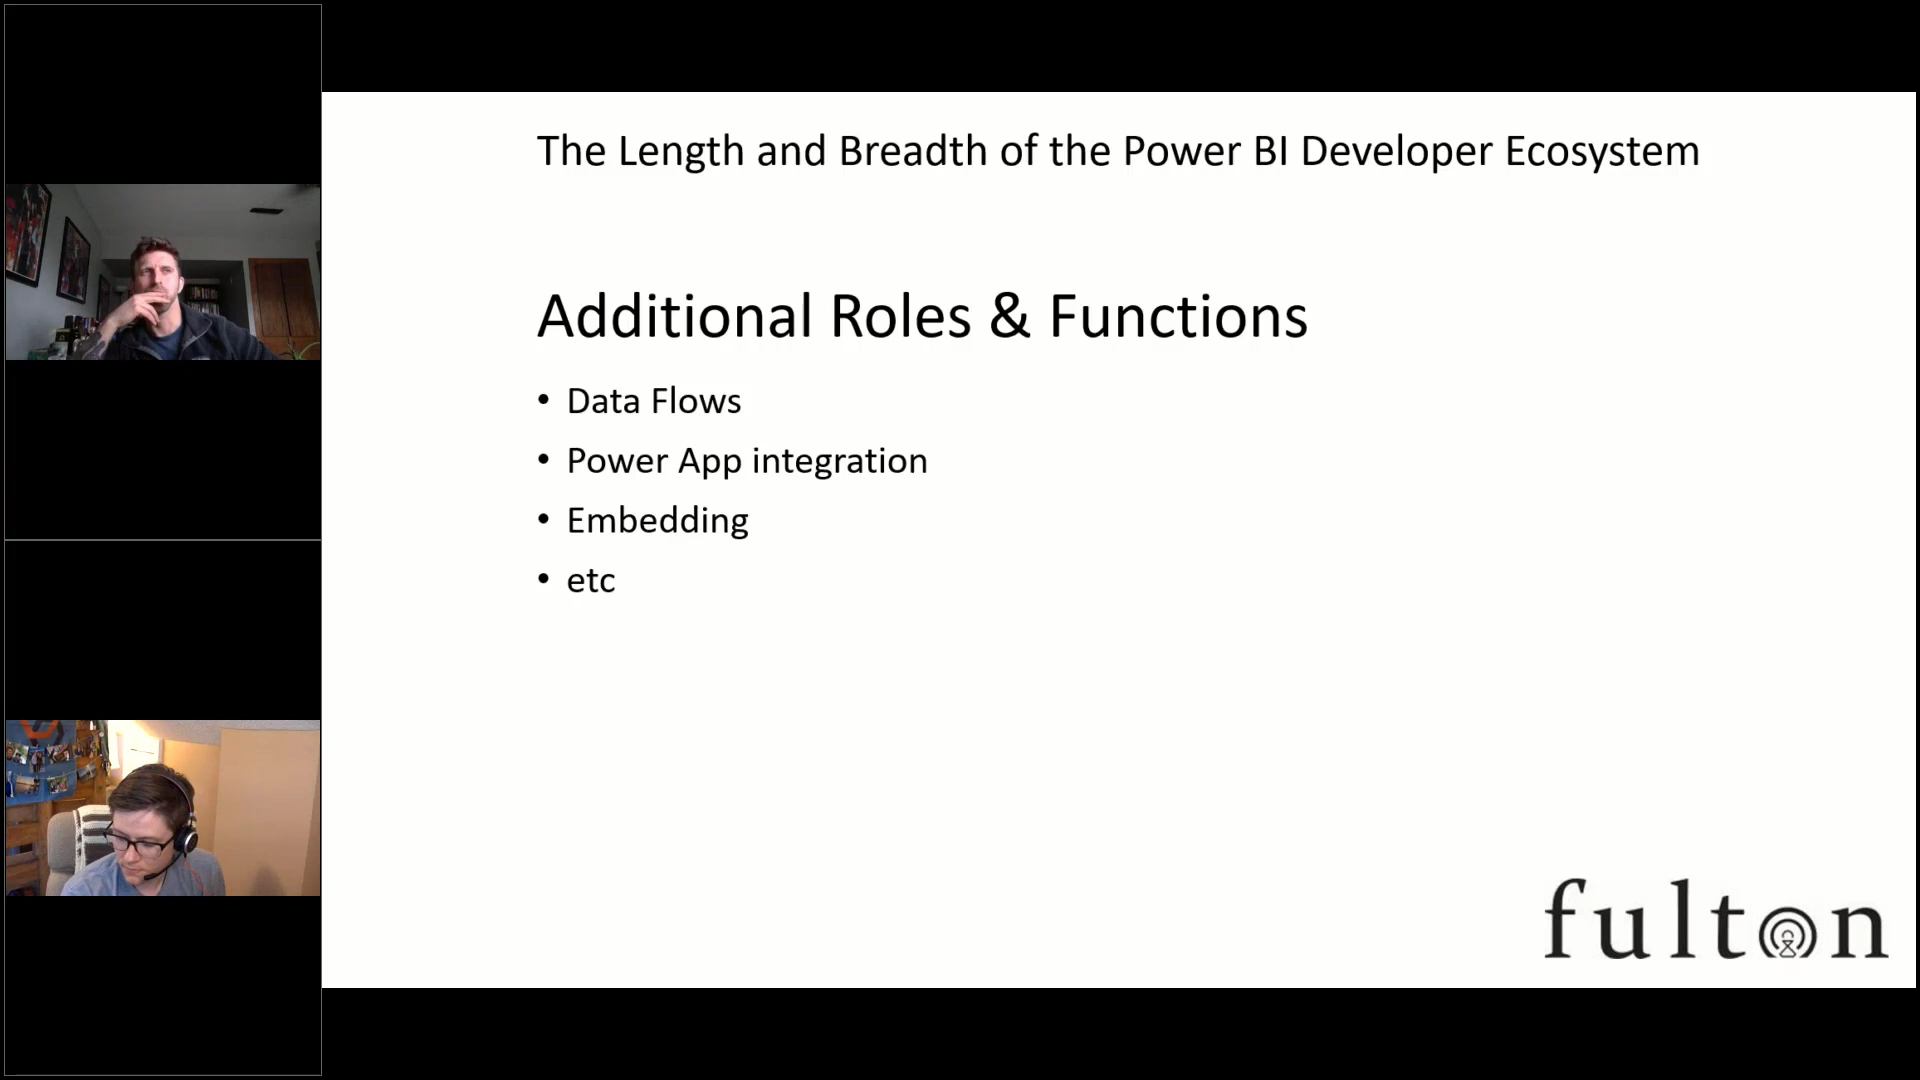 The Length and Breadth of the Power BI Developer Ecosystem
Additional Roles & Functions
• Data Flows
• Power App integration
• Embedding
• etc
fulton